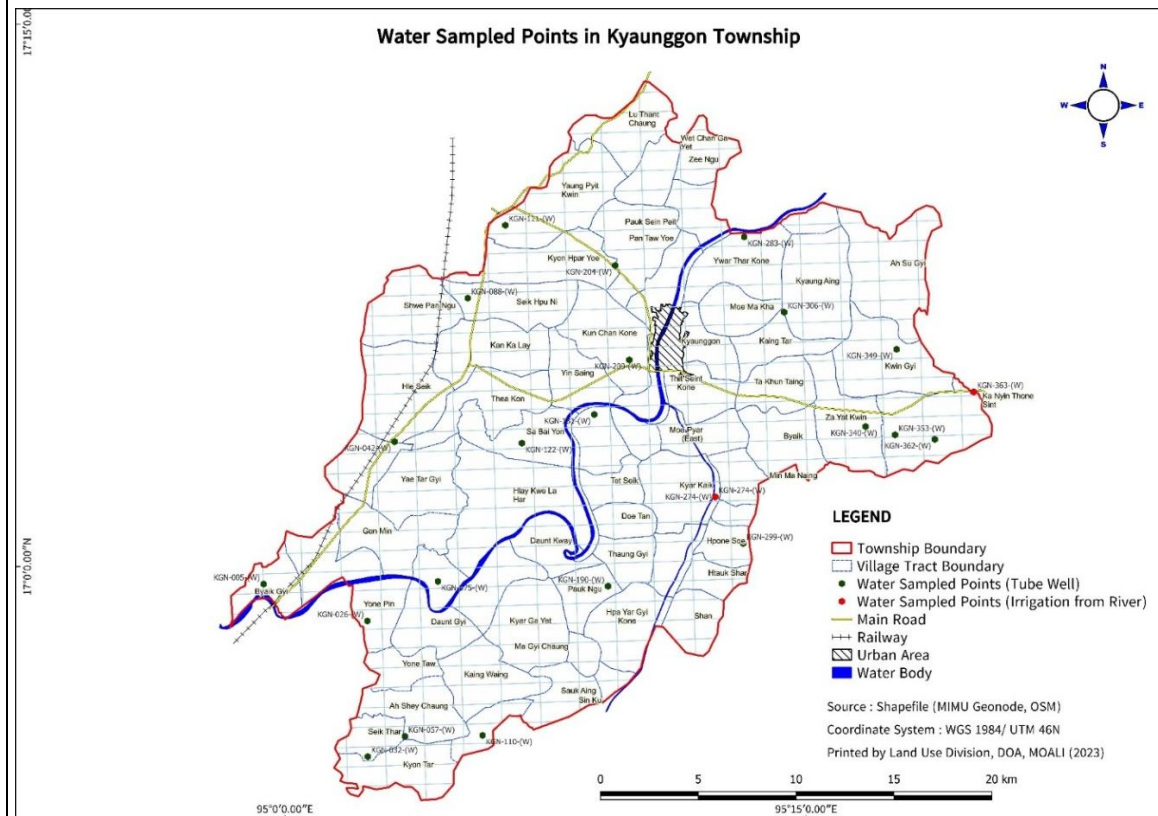 Water Sampled Points in Kyaunggon Township
17°15'0.00"
N
W
E
S
Lu Thant
Chaung
Wet Chan Ga
Yet
Zee Ngu
Yaung Pyit
Kwin
KGN-111-(W)
Pauk Sein Pelt
Pan Taw Yoe
KGN-283-(W)
Ywar Thar Kone
Kyon Hpar Yoe
KGN-204-(W)
Ah Su Gyi
Kyaung Aing
KGN-088-(W)
Shwe Pan Ngu
Seik Hpu Ni
Moe Ma Kha
KGN-306-(W)
Kun Chan Kone
Kyaunggon
Kaing Tar
Kan Ka Lay
KGN-349-(W)
Kwin Gyi
Yin Saing
Thit Seint
Kone
Ta Khun Taing
KGN-363-(W)
Ka Nyin Thone
Sint
Hle Seik
Thea Kon
Za Yat Kwin
KGN-340-(W)
KGN-353-(W)
KGN-362-(W)
Byaik
Sa Bai Yon
KGN-122-(W)
Moe Pyar
(East)
KGN-042-(W)
Min Ma Naing
Yae Tar Gyi
Hlay Kwe La
Har
Tet Seik
Kyar Kaik
KGN-274-(W)
KGN-274-(W)
Doe Tan
Gon Min
Daunt Kway
Thaung Gyi
Hpone Soe
KGN-299-(W)
Htauk Shar
17°0'0.00"N
KGN-005-(W)
Byaik Gyi
KGN-190-(W)
Pauk Ngu
Yone Pin
KGN-026-(W)
Daunt Gyi
Kyar Ga Yet
Hpa Yar Gyi
Kone
Shan
Ma Gyi Chaung
Yone Taw
Kaing Waing
Sauk Aing
Sin Ku
Ah Shey Chaung
Seik Thar
KGN-057-(W)
KGN-110-(W)
KGN-032-(W)
Kyon Tar
LEGEND
Township Boundary
Village Tract Boundary
Water Sampled Points (Tube Well)
Water Sampled Points (Irrigation from River)
Main Road
Railway
Urban Area
Water Body
Source : Shapefile (MIMU Geonode, OSM)
Coordinate System : WGS 1984/ UTM 46N
Printed by Land Use Division, DOA, MOALI (2023)
0 5 10 15 20 km
95°0'0.00"E
95°15'0.00"E